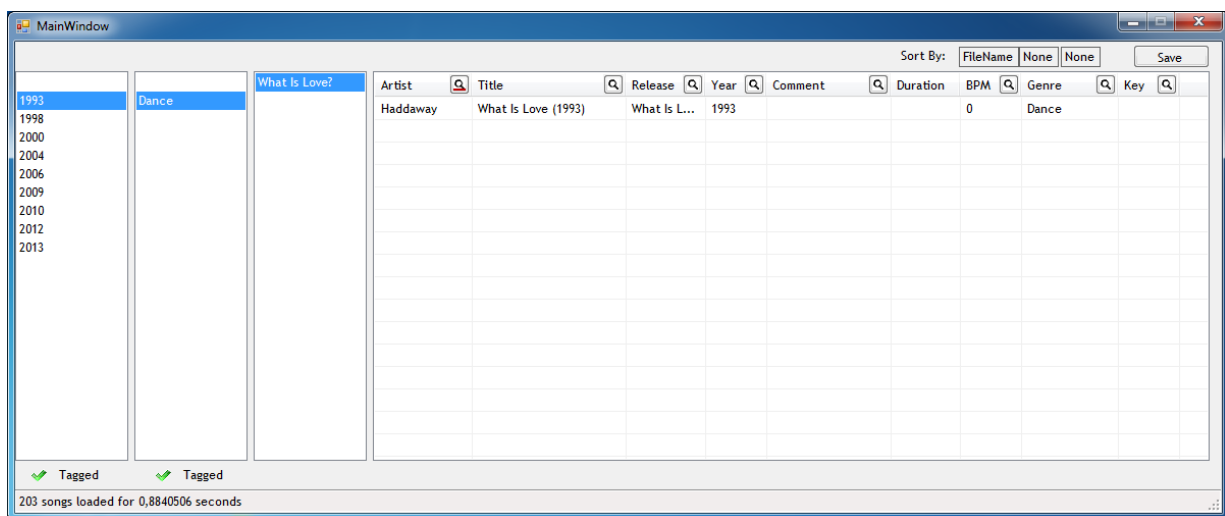 MainWindow
Sort By: FileName None None Save
1993
1998
2000
2004
2006
2009
2010
2012
2013
Dance
What Is Love?
Artist Title Release Year Comment Duration BPM Genre Key
Haddaway What Is Love (1993) What Is L... 1993 0 Dance
Tagged Tagged
203 songs loaded for 0,8840506 seconds